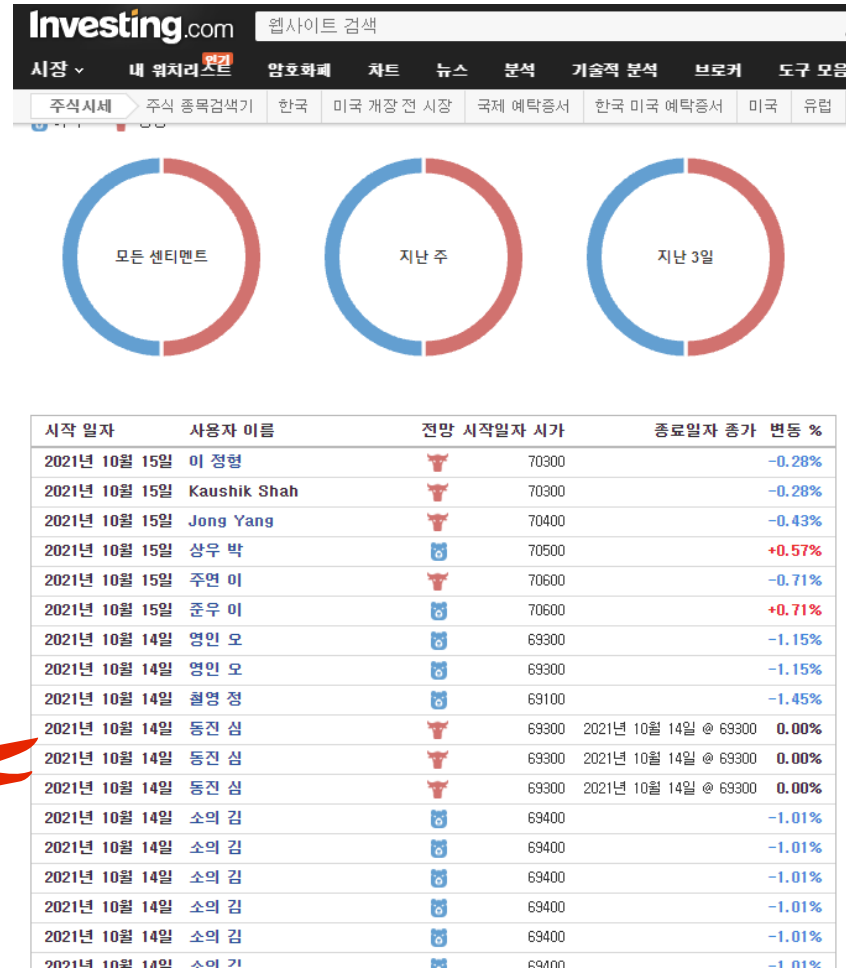 Investing.com 웹사이트 검색
인기
시장 내 위치리스트 암호화폐 차트 뉴스 분석 기술적 분석 브로커 도구 모음
주식시세 주식 종목검색기 한국 미국 개장 전 시장 국제 예탁증서 한국 미국 예탁증서 미국 유럽
모든 센티멘트 지난 주 지난 3일
시작 일자 사용자 이름 전망 시작일자 시가 종료일자 종가 변동 %
2021년 10월 15일 이 정형 70300 -0.28%
2021년 10월 15일 Kaushik Shah 70300 -0.28%
2021년 10월 15일 Jong Yang 70400 -0.43%
2021년 10월 15일 상우 박 70500 +0.57%
2021년 10월 15일 주연 이 70600 -0.71%
2021년 10월 15일 준우 이 70600 +0.71%
2021년 10월 14일 영인 오 69300 -1.15%
2021년 10월 14일 영인 오 69300 -1.15%
2021년 10월 14일 철영 정 69100 -1.45%
2021년 10월 14일 동진 심 69300 2021년 10월 14일 @ 69300 0.00%
2021년 10월 14일 동진 심 69300 2021년 10월 14일 @ 69300 0.00%
2021년 10월 14일 동진 심 69300 2021년 10월 14일 @ 69300 0.00%
2021년 10월 14일 소의 김 69400 -1.01%
2021년 10월 14일 소의 김 69400 -1.01%
2021년 10월 14일 소의 김 69400 -1.01%
2021년 10월 14일 소의 김 69400 -1.01%
2021년 10월 14일 소의 김 69400 -1.01%
2021년 10월 14일 소의 김 69400 -1.01%